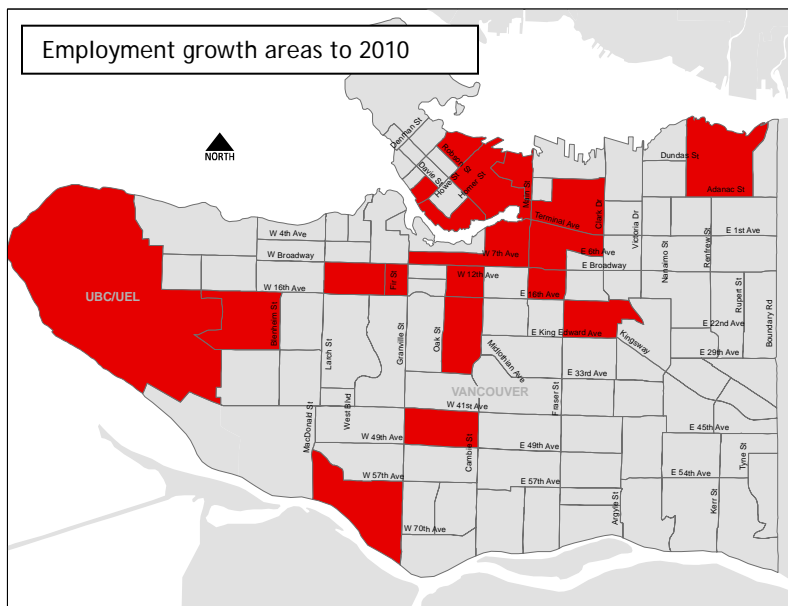 Employment growth areas to 2010
NORTH
Denman St
Robson St
Davie St
Howe St
Homer St
Main St
Dundas St
Adanac St
Clark Dr
Terminal Ave
Victoria Dr
Nanaimo St
Renfrew St
E 1st Ave
W 4th Ave
W Broadway
W 7th Ave
E 6th Ave
E Broadway
W 12th Ave
W 16th Ave
Fir St
E 16th Ave
Rupert St
Boundary Rd
UBC/UEL
Blenheim St
Larch St
Granville St
Oak St
E King Edward Ave
Kingsway
E 22nd Ave
E 29th Ave
Midlothian Ave
E 33rd Ave
VANCOUVER
Fraser St
MacDonald St
West Blvd
W 41st Ave
W 49th Ave
Cambie St
E 49th Ave
E 45th Ave
W 57th Ave
E 57th Ave
E 54th Ave
Tyne St
Kerr St
Argyle St
W 70th Ave